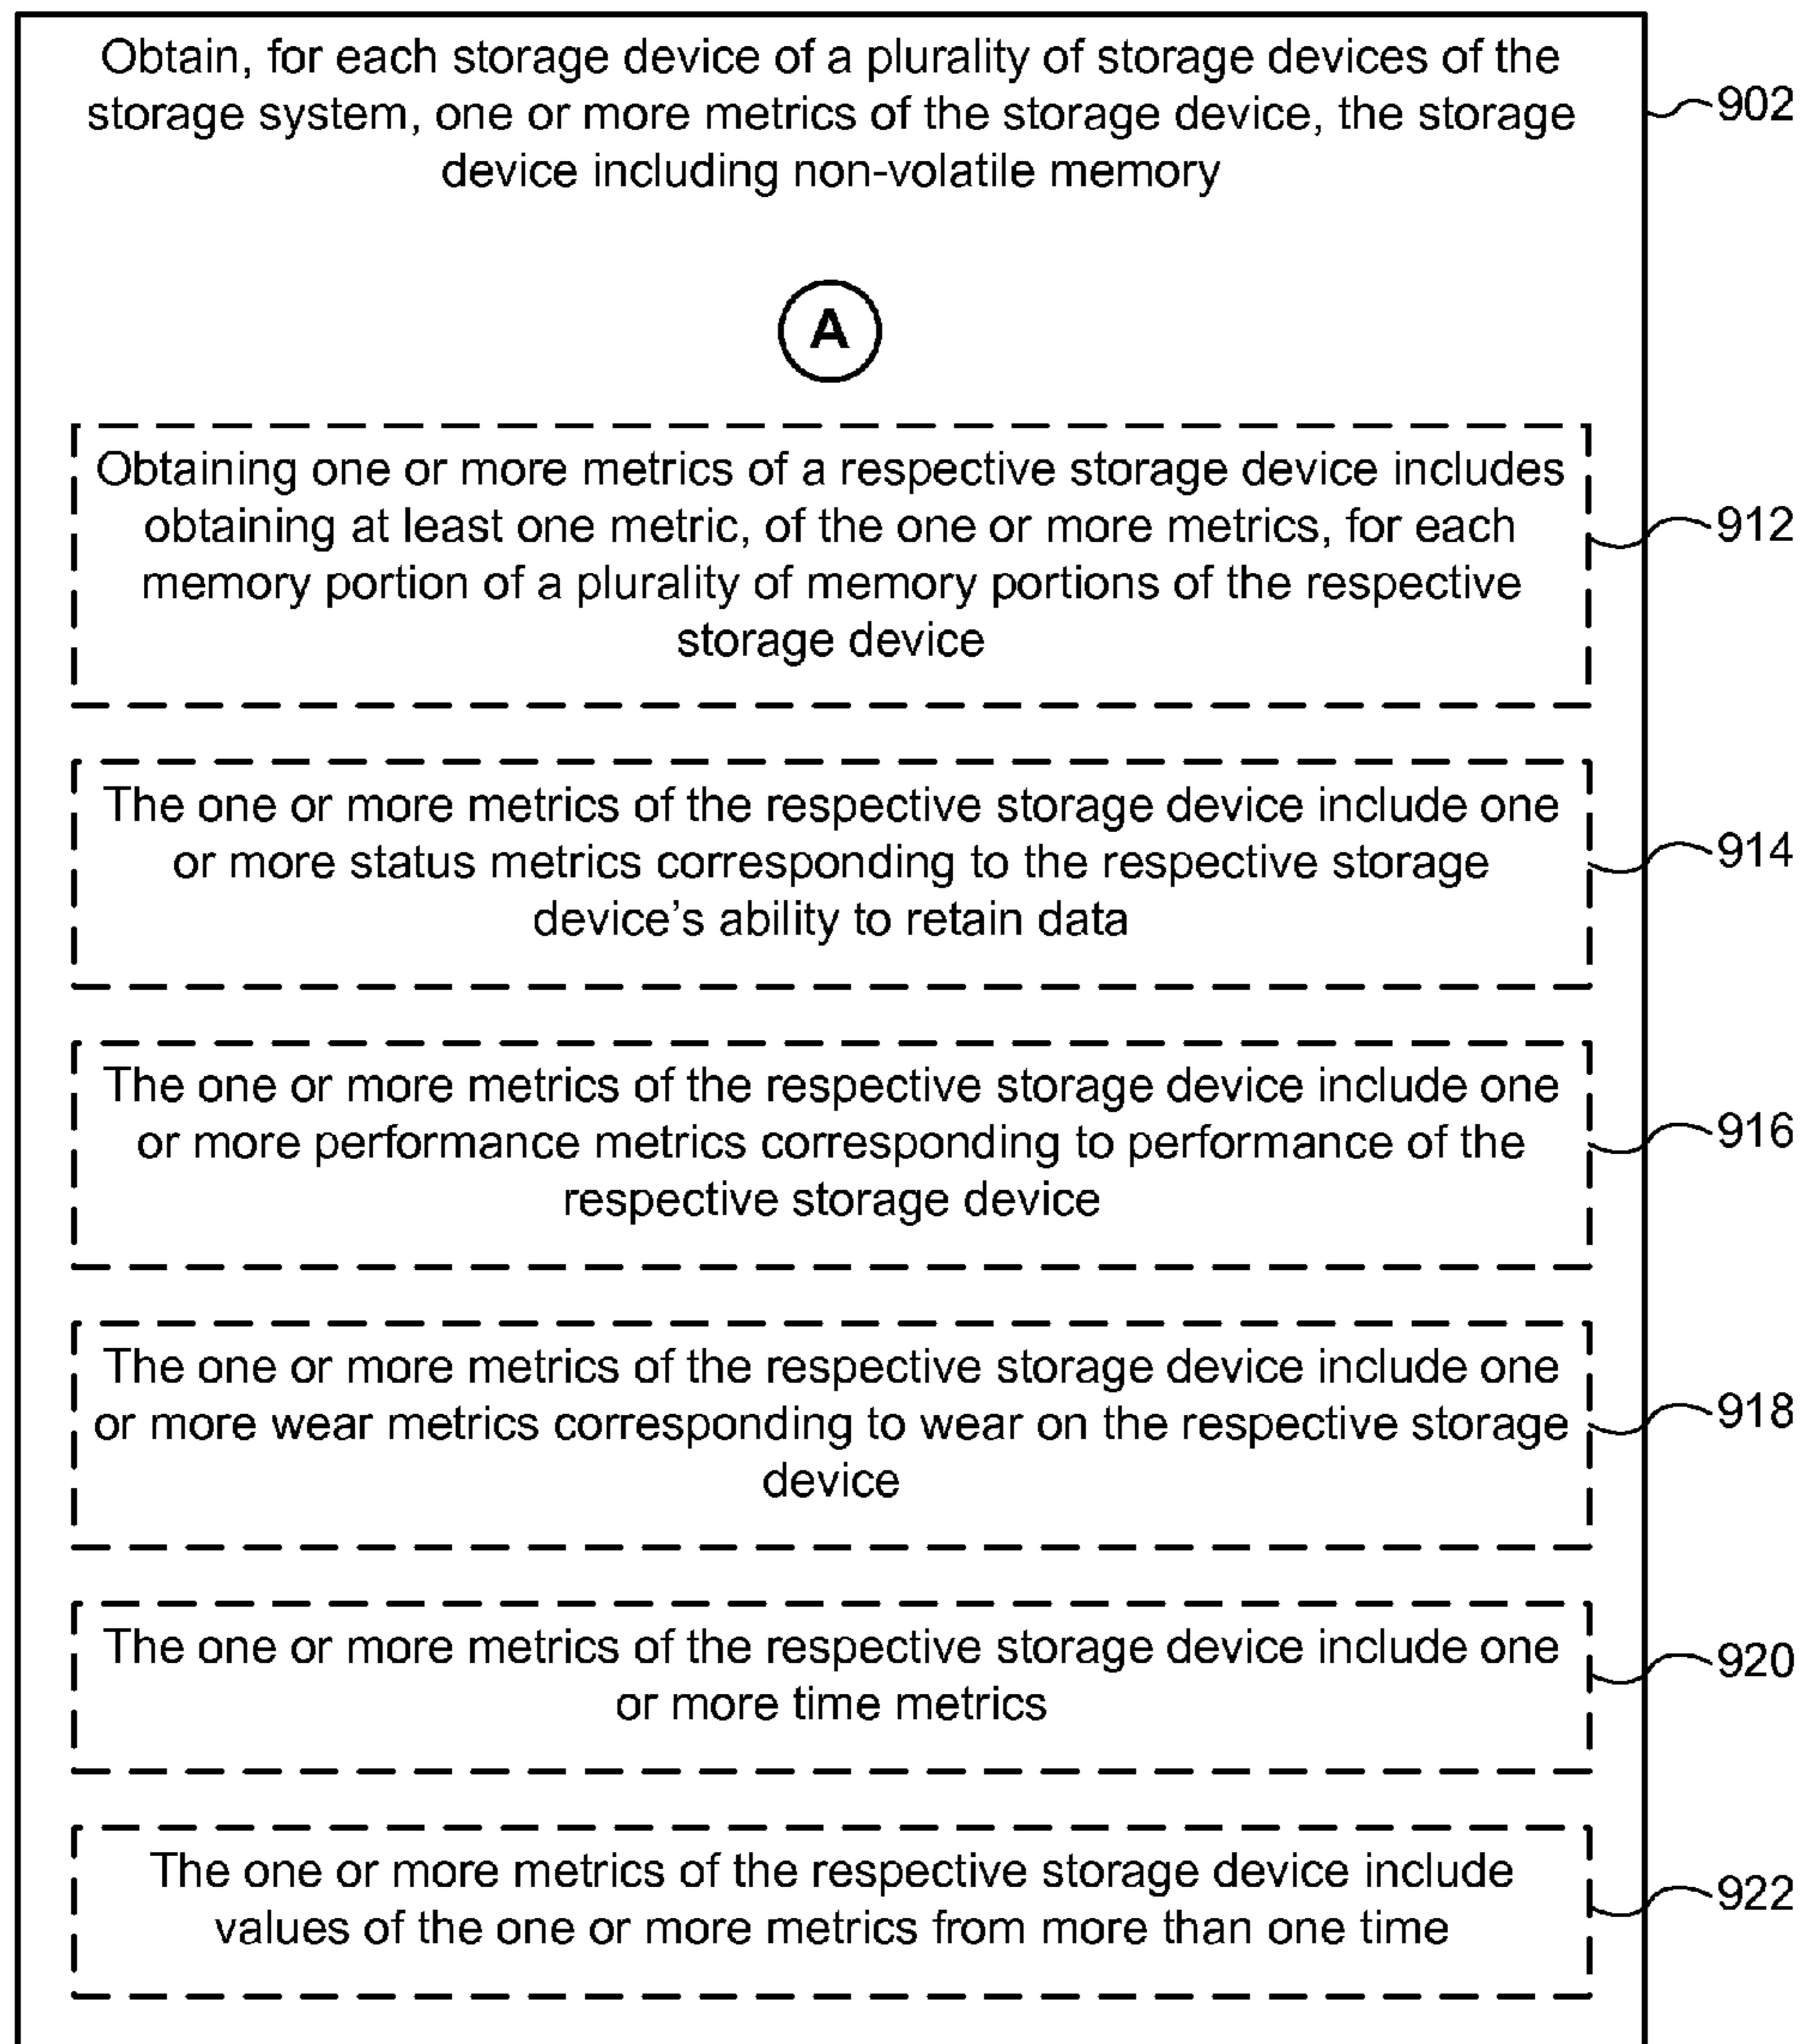 Obtain, for each storage device of a plurality of storage devices of the
storage system, one or more metrics of the storage device, the storage
device including non-volatile memory
902
A
Obtaining one or more metrics of a respective storage device includes
obtaining at least one metric, of the one or more metrics, for each
memory portion of a plurality of memory portions of the respective
storage device
912
The one or more metrics of the respective storage device include one
or more status metrics corresponding to the respective storage
device’s ability to retain data
914
The one or more metrics of the respective storage device include one
or more performance metrics corresponding to performance of the
respective storage device
916
The one or more metrics of the respective storage device include one
or more wear metrics corresponding to wear on the respective storage
device
918
The one or more metrics of the respective storage device include one
or more time metrics
920
The one or more metrics of the respective storage device include
values of the one or more metrics from more than one time
922